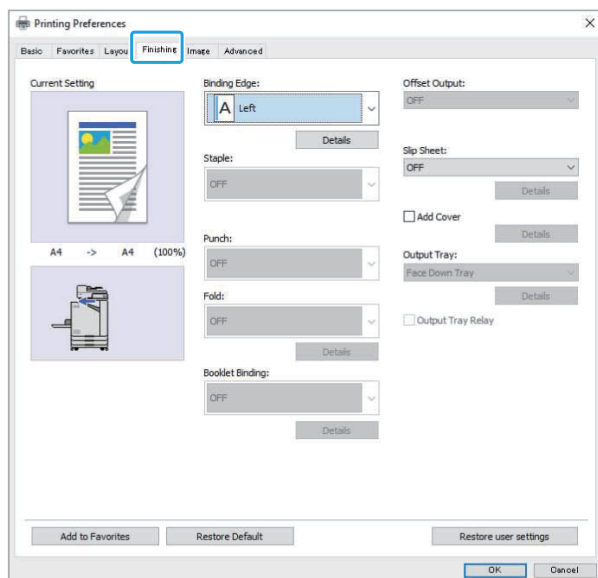 Printing Preferences
Basic Favorites Layou Finishing Image Advanced
Current Setting
A4 -> A4 (100%)
Binding Edge:
A Left
Details
Staple:
OFF
Punch:
OFF
Fold:
OFF
Details
Booklet Binding:
OFF
Details
Offset Output:
OFF
Slip Sheet:
OFF
Details
Add Cover
Details
Output Tray:
Face Down Tray
Details
Output Tray Relay
Add to Favorites Restore Default Restore user settings
OK Cancel